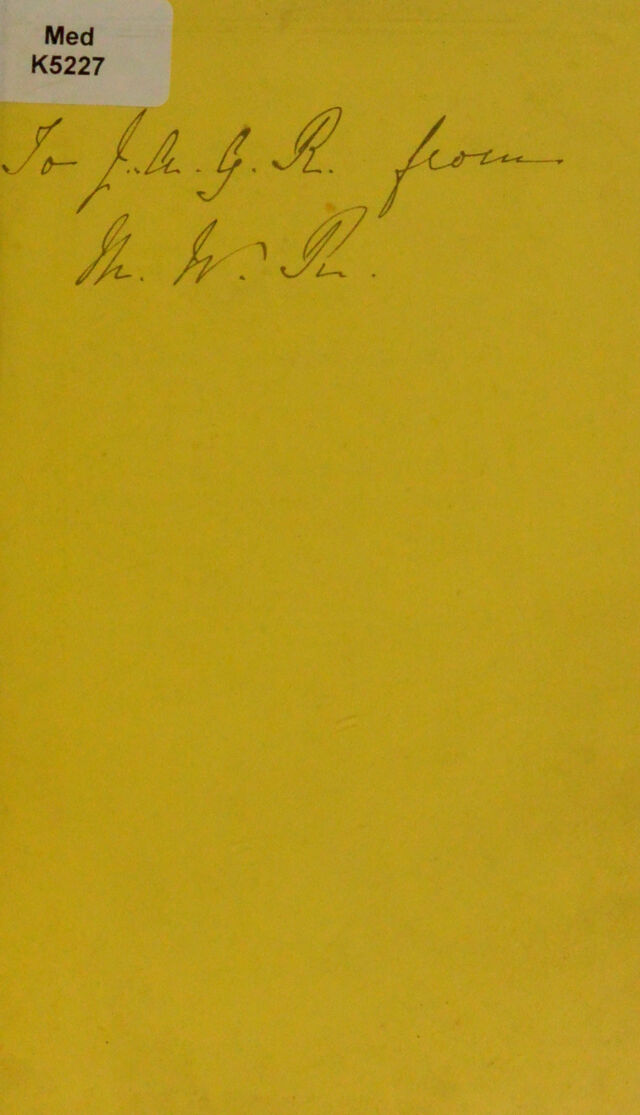 Med
K5227
To J. A. G. R. from
M. W. R.